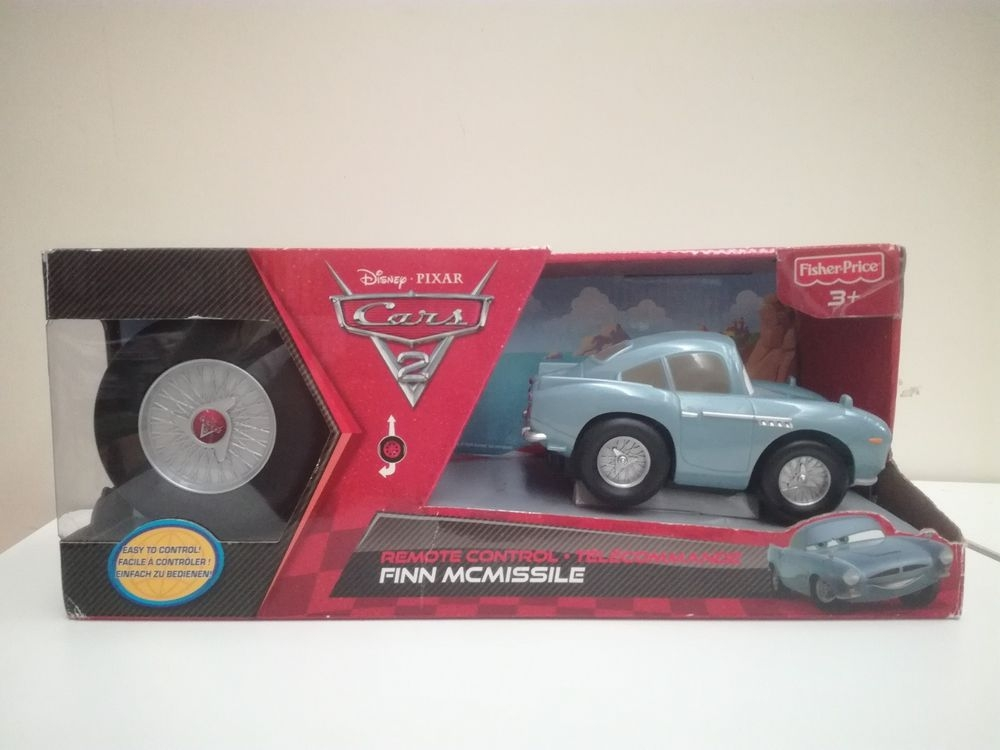 Disney · PIXAR
Cars
2
Fisher-Price
3+
EASY TO CONTROL!
FACILE À CONTRÔLER !
EINFACH ZU BEDIENEN!
REMOTE CONTROL • TÉLÉCOMMANDE
FINN MCMISSILE